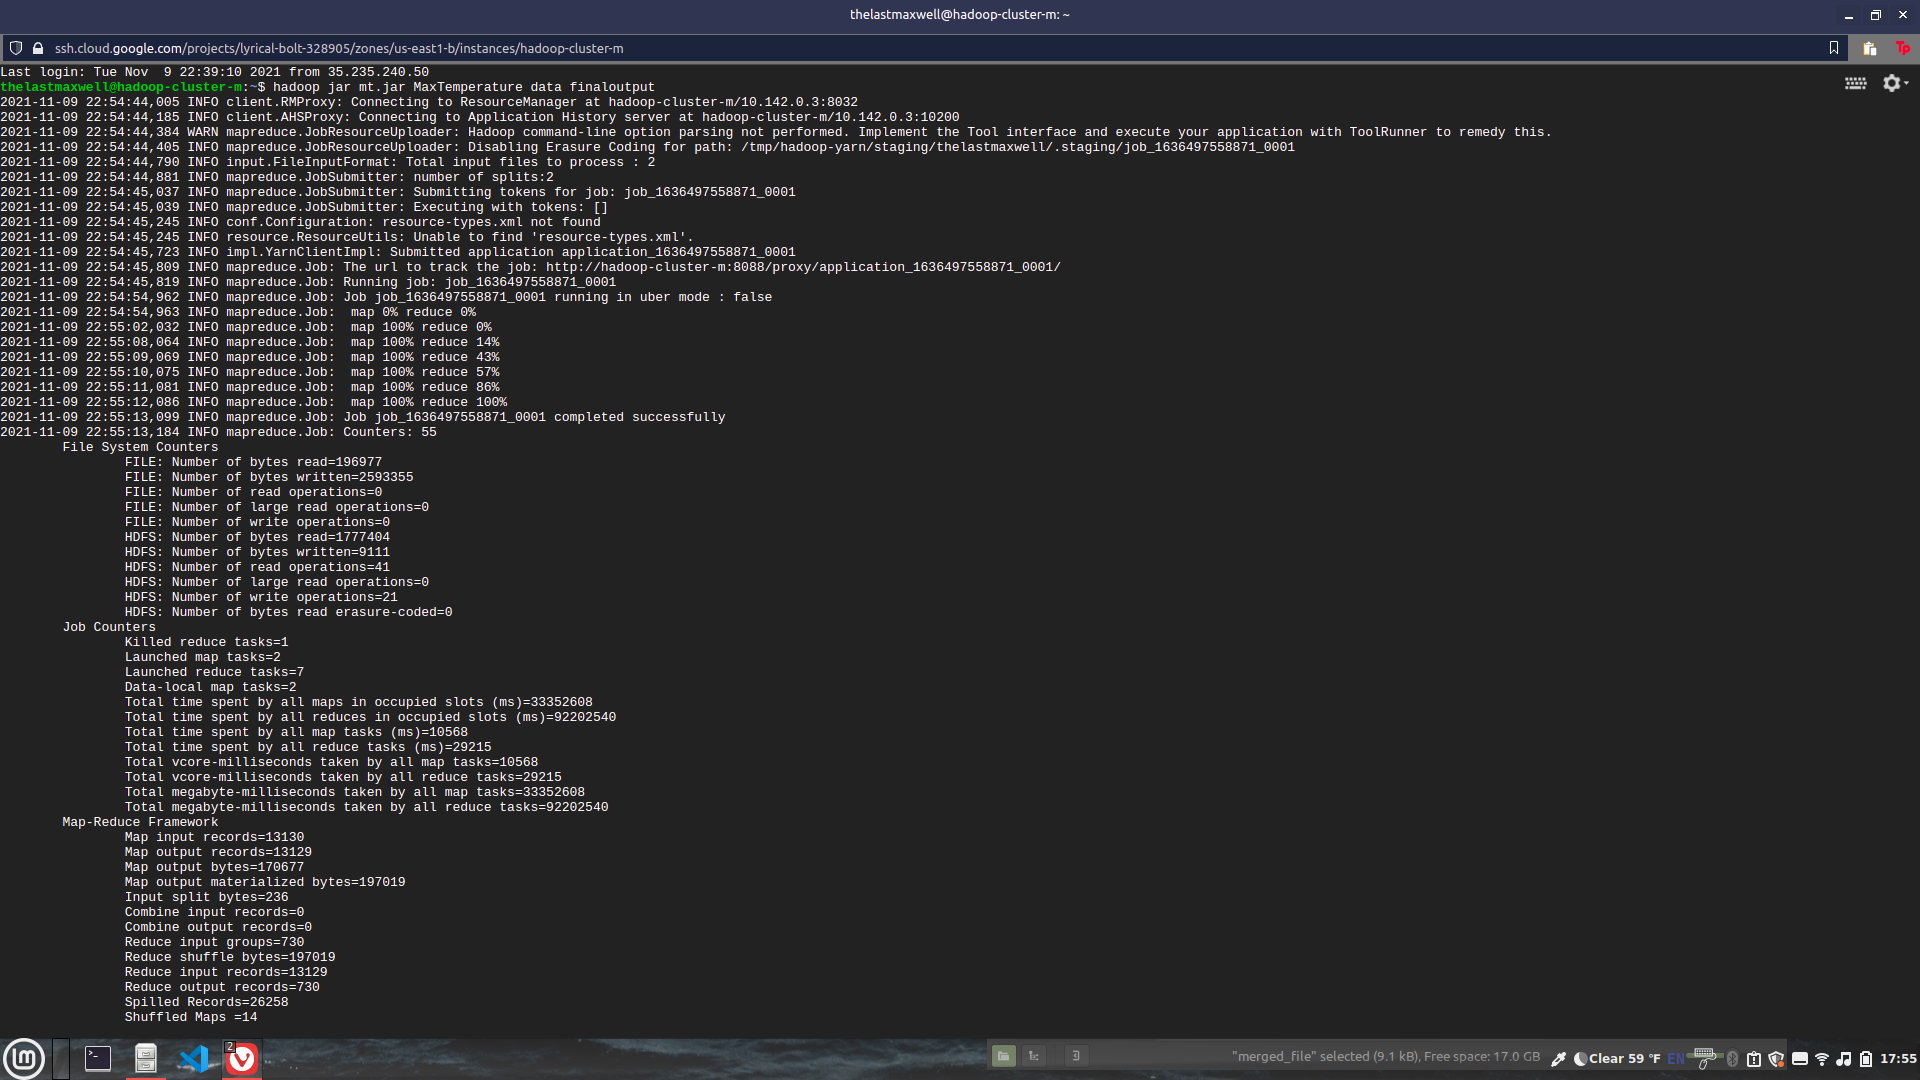 thelastmaxwell@hadoop-cluster-m: ~
ssh.cloud.google.com/projects/lyrical-bolt-328905/zones/us-east1-b/instances/hadoop-cluster-m
Tp
Last login: Tue Nov  9 22:39:10 2021 from 35.235.240.50
thelastmaxwell@hadoop-cluster-m:~$ hadoop jar mt.jar MaxTemperature data finaloutput
2021-11-09 22:54:44,005 INFO client.RMProxy: Connecting to ResourceManager at hadoop-cluster-m/10.142.0.3:8032
2021-11-09 22:54:44,185 INFO client.AHSProxy: Connecting to Application History server at hadoop-cluster-m/10.142.0.3:10200
2021-11-09 22:54:44,384 WARN mapreduce.JobResourceUploader: Hadoop command-line option parsing not performed. Implement the Tool interface and execute your application with ToolRunner to remedy this.
2021-11-09 22:54:44,405 INFO mapreduce.JobResourceUploader: Disabling Erasure Coding for path: /tmp/hadoop-yarn/staging/thelastmaxwell/.staging/job_1636497558871_0001
2021-11-09 22:54:44,790 INFO input.FileInputFormat: Total input files to process : 2
2021-11-09 22:54:44,881 INFO mapreduce.JobSubmitter: number of splits:2
2021-11-09 22:54:45,037 INFO mapreduce.JobSubmitter: Submitting tokens for job: job_1636497558871_0001
2021-11-09 22:54:45,039 INFO mapreduce.JobSubmitter: Executing with tokens: []
2021-11-09 22:54:45,245 INFO conf.Configuration: resource-types.xml not found
2021-11-09 22:54:45,245 INFO resource.ResourceUtils: Unable to find 'resource-types.xml'.
2021-11-09 22:54:45,723 INFO impl.YarnClientImpl: Submitted application application_1636497558871_0001
2021-11-09 22:54:45,809 INFO mapreduce.Job: The url to track the job: http://hadoop-cluster-m:8088/proxy/application_1636497558871_0001/
2021-11-09 22:54:45,819 INFO mapreduce.Job: Running job: job_1636497558871_0001
2021-11-09 22:54:54,962 INFO mapreduce.Job: Job job_1636497558871_0001 running in uber mode : false
2021-11-09 22:54:54,963 INFO mapreduce.Job:  map 0% reduce 0%
2021-11-09 22:55:02,032 INFO mapreduce.Job:  map 100% reduce 0%
2021-11-09 22:55:08,064 INFO mapreduce.Job:  map 100% reduce 14%
2021-11-09 22:55:09,069 INFO mapreduce.Job:  map 100% reduce 43%
2021-11-09 22:55:10,075 INFO mapreduce.Job:  map 100% reduce 57%
2021-11-09 22:55:11,081 INFO mapreduce.Job:  map 100% reduce 86%
2021-11-09 22:55:12,086 INFO mapreduce.Job:  map 100% reduce 100%
2021-11-09 22:55:13,099 INFO mapreduce.Job: Job job_1636497558871_0001 completed successfully
2021-11-09 22:55:13,184 INFO mapreduce.Job: Counters: 55
File System Counters
FILE: Number of bytes read=196977
FILE: Number of bytes written=2593355
FILE: Number of read operations=0
FILE: Number of large read operations=0
FILE: Number of write operations=0
HDFS: Number of bytes read=1777404
HDFS: Number of bytes written=9111
HDFS: Number of read operations=41
HDFS: Number of large read operations=0
HDFS: Number of write operations=21
HDFS: Number of bytes read erasure-coded=0
Job Counters
Killed reduce tasks=1
Launched map tasks=2
Launched reduce tasks=7
Data-local map tasks=2
Total time spent by all maps in occupied slots (ms)=33352608
Total time spent by all reduces in occupied slots (ms)=92202540
Total time spent by all map tasks (ms)=10568
Total time spent by all reduce tasks (ms)=29215
Total vcore-milliseconds taken by all map tasks=10568
Total vcore-milliseconds taken by all reduce tasks=29215
Total megabyte-milliseconds taken by all map tasks=33352608
Total megabyte-milliseconds taken by all reduce tasks=92202540
Map-Reduce Framework
Map input records=13130
Map output records=13129
Map output bytes=170677
Map output materialized bytes=197019
Input split bytes=236
Combine input records=0
Combine output records=0
Reduce input groups=730
Reduce shuffle bytes=197019
Reduce input records=13129
Reduce output records=730
Spilled Records=26258
Shuffled Maps =14
2
"merged_file" selected (9.1 kB), Free space: 17.0 GB
Clear 59 °F
EN
17:55